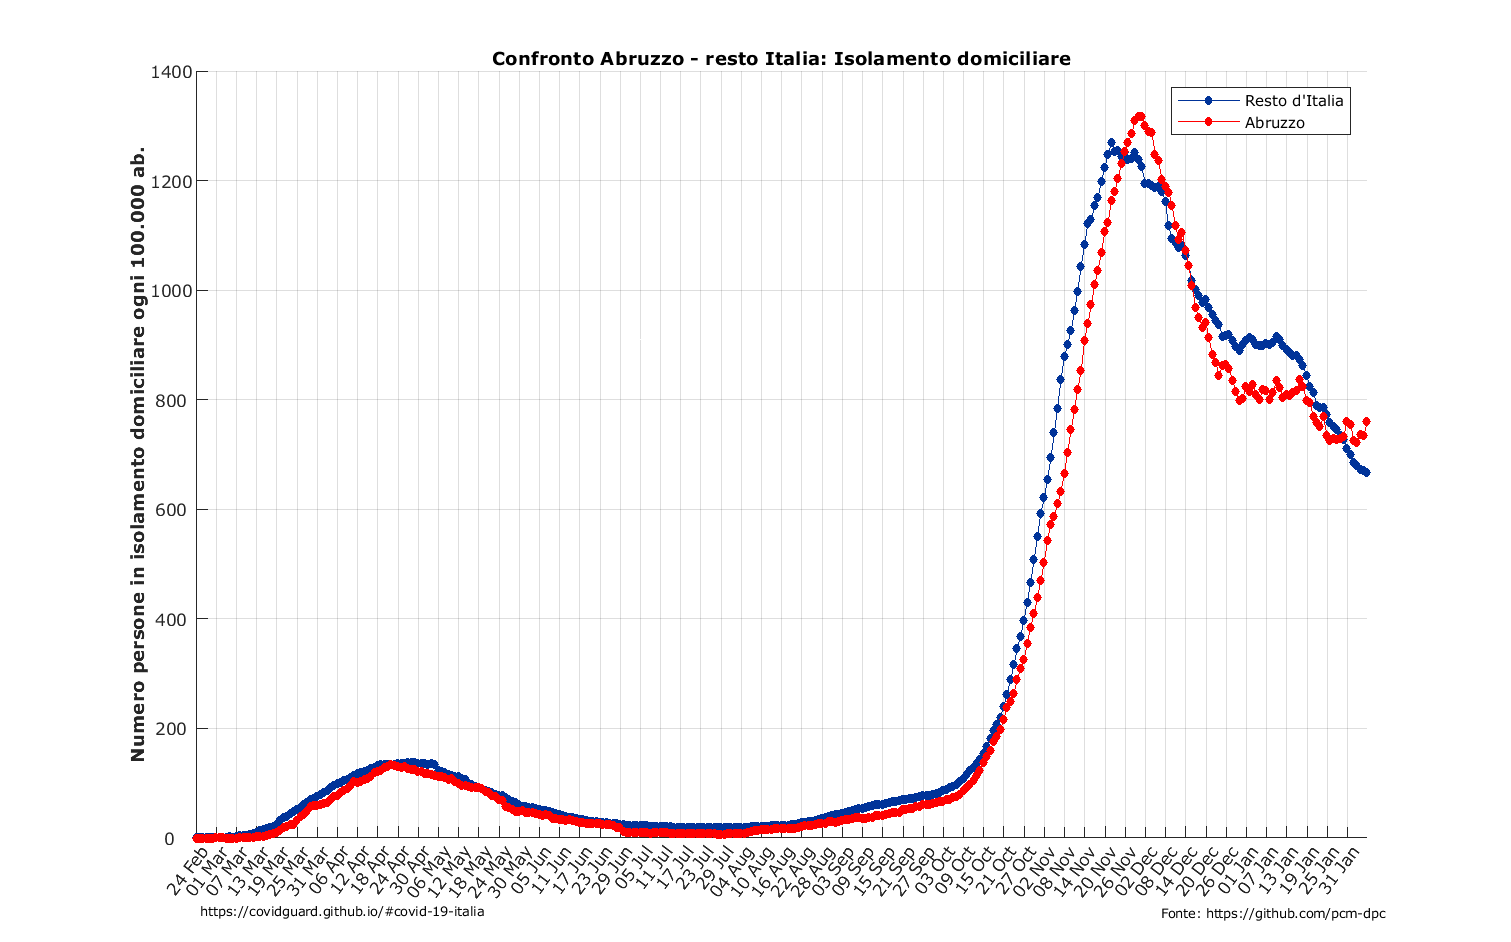 Confronto Abruzzo - resto Italia: Isolamento domiciliare
Numero persone in isolamento domiciliare ogni 100.000 ab.
1400
1200
1000
800
600
400
200
0
Resto d'Italia
Abruzzo
24 Feb
01 Mar
07 Mar
13 Mar
19 Mar
25 Mar
31 Mar
06 Apr
12 Apr
18 Apr
24 Apr
30 Apr
06 May
12 May
18 May
24 May
30 May
05 Jun
11 Jun
17 Jun
23 Jun
29 Jun
05 Jul
11 Jul
17 Jul
23 Jul
29 Jul
04 Aug
10 Aug
16 Aug
22 Aug
28 Aug
03 Sep
09 Sep
15 Sep
21 Sep
27 Sep
03 Oct
09 Oct
15 Oct
21 Oct
27 Oct
02 Nov
08 Nov
14 Nov
20 Nov
26 Nov
02 Dec
08 Dec
14 Dec
20 Dec
26 Dec
01 Jan
07 Jan
13 Jan
19 Jan
25 Jan
31 Jan
https://covidguard.github.io/#covid-19-italia
Fonte: https://github.com/pcm-dpc